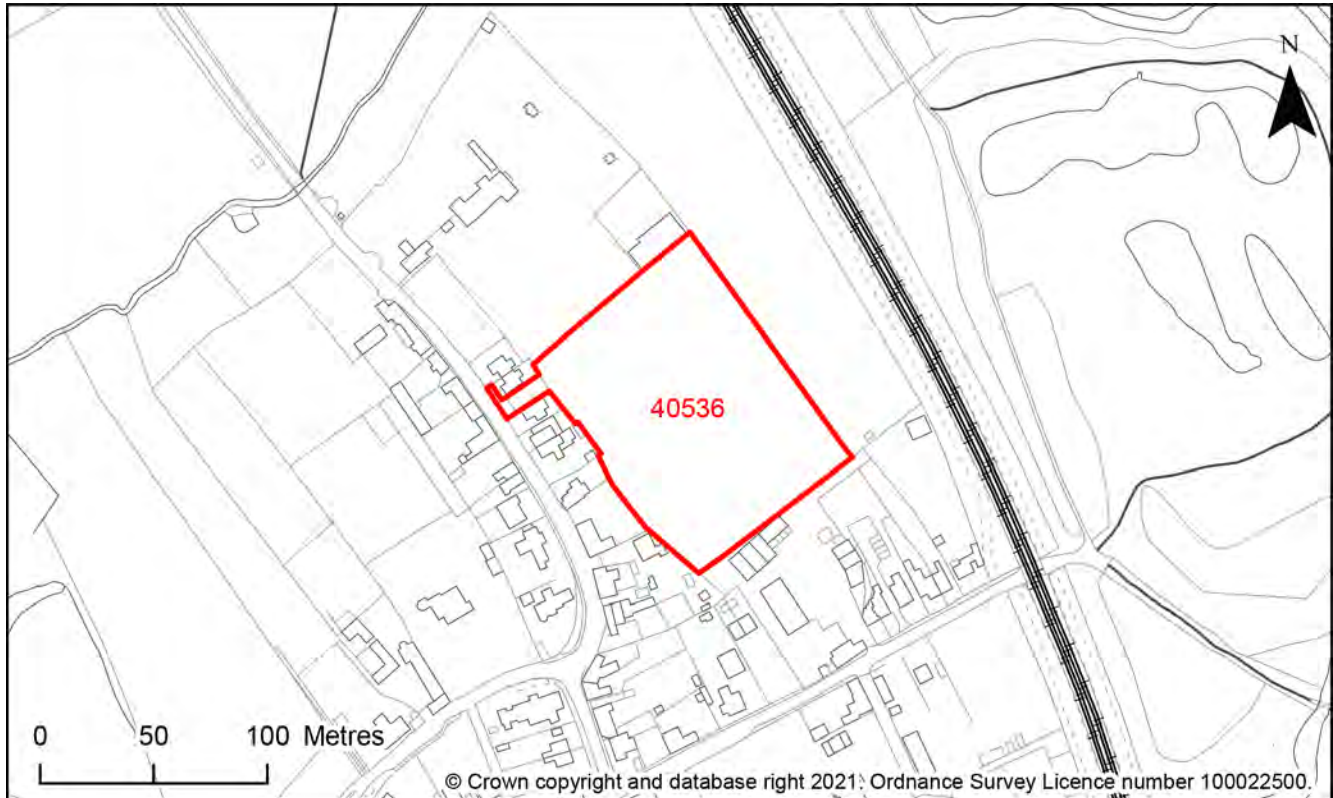 N
40536
0 50 100 Metres
© Crown copyright and database right 2021. Ordnance Survey Licence number 100022500.